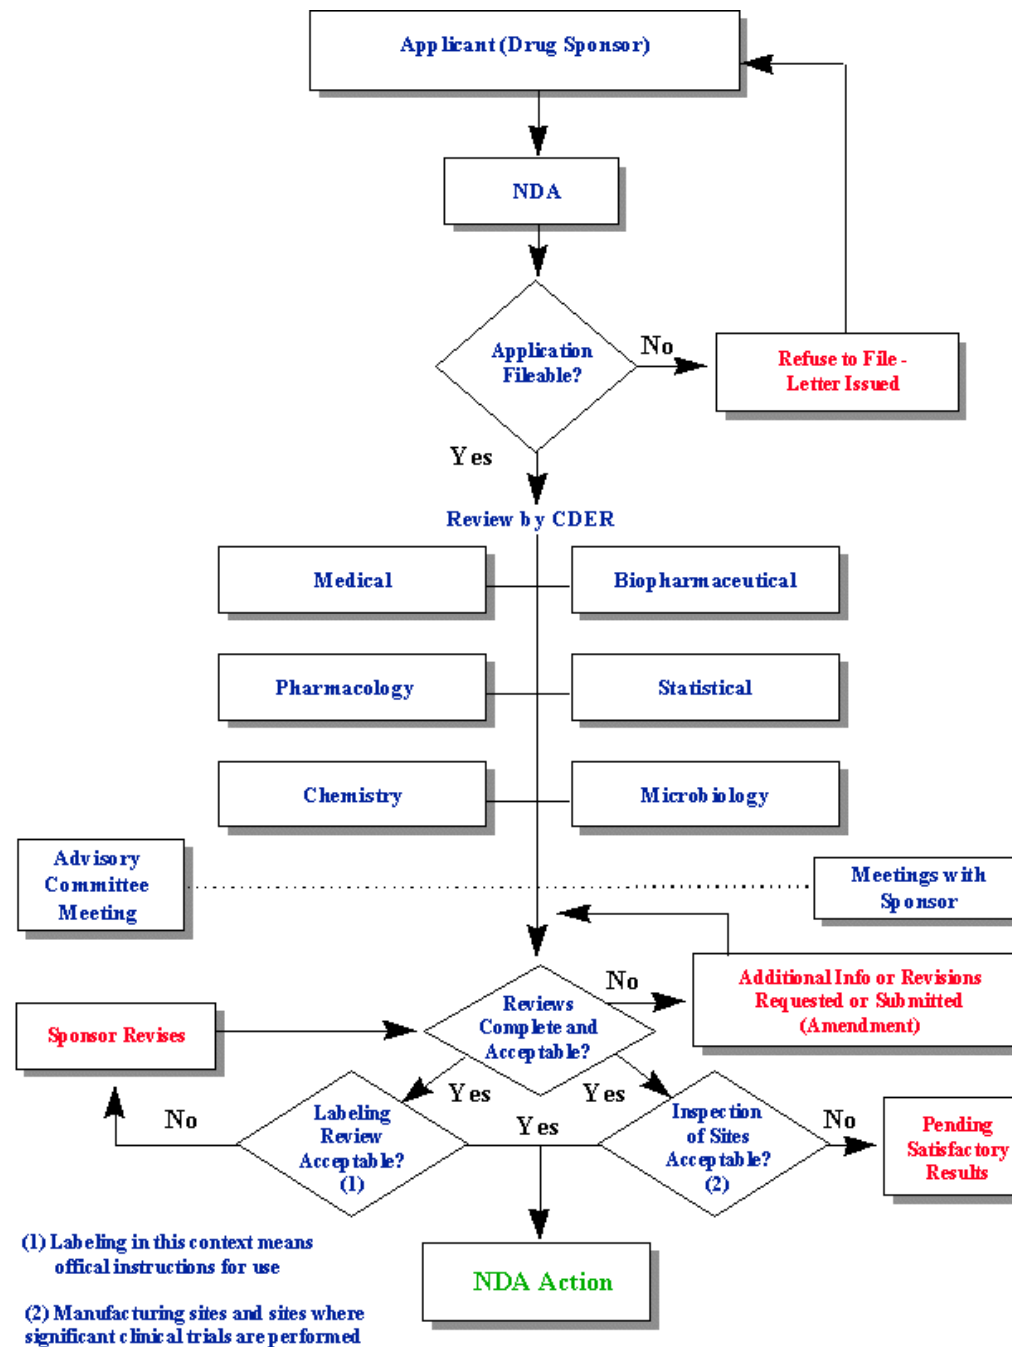 Applicant (Drug Sponsor)
NDA
Application
Fileable?
No
Refuse to File -
Letter Issued
Yes
Review by CDER
Medical
Biopharmaceutical
Pharmacology
Statistical
Chemistry
Microbiology
Advisory
Committee
Meeting
Meetings with
Sponsor
Reviews
Complete and
Acceptable?
No
Additional Info or Revisions
Requested or Submitted
(Amendment)
Sponsor Revises
Yes
Yes
No
Labeling
Review
Acceptable?
(1)
Yes
Inspection
of Sites
Acceptable?
(2)
No
Pending
Satisfactory
Results
NDA Action
(1) Labeling in this context means
offical instructions for use
(2) Manufacturing sites and sites where
significant clinical trials are performed